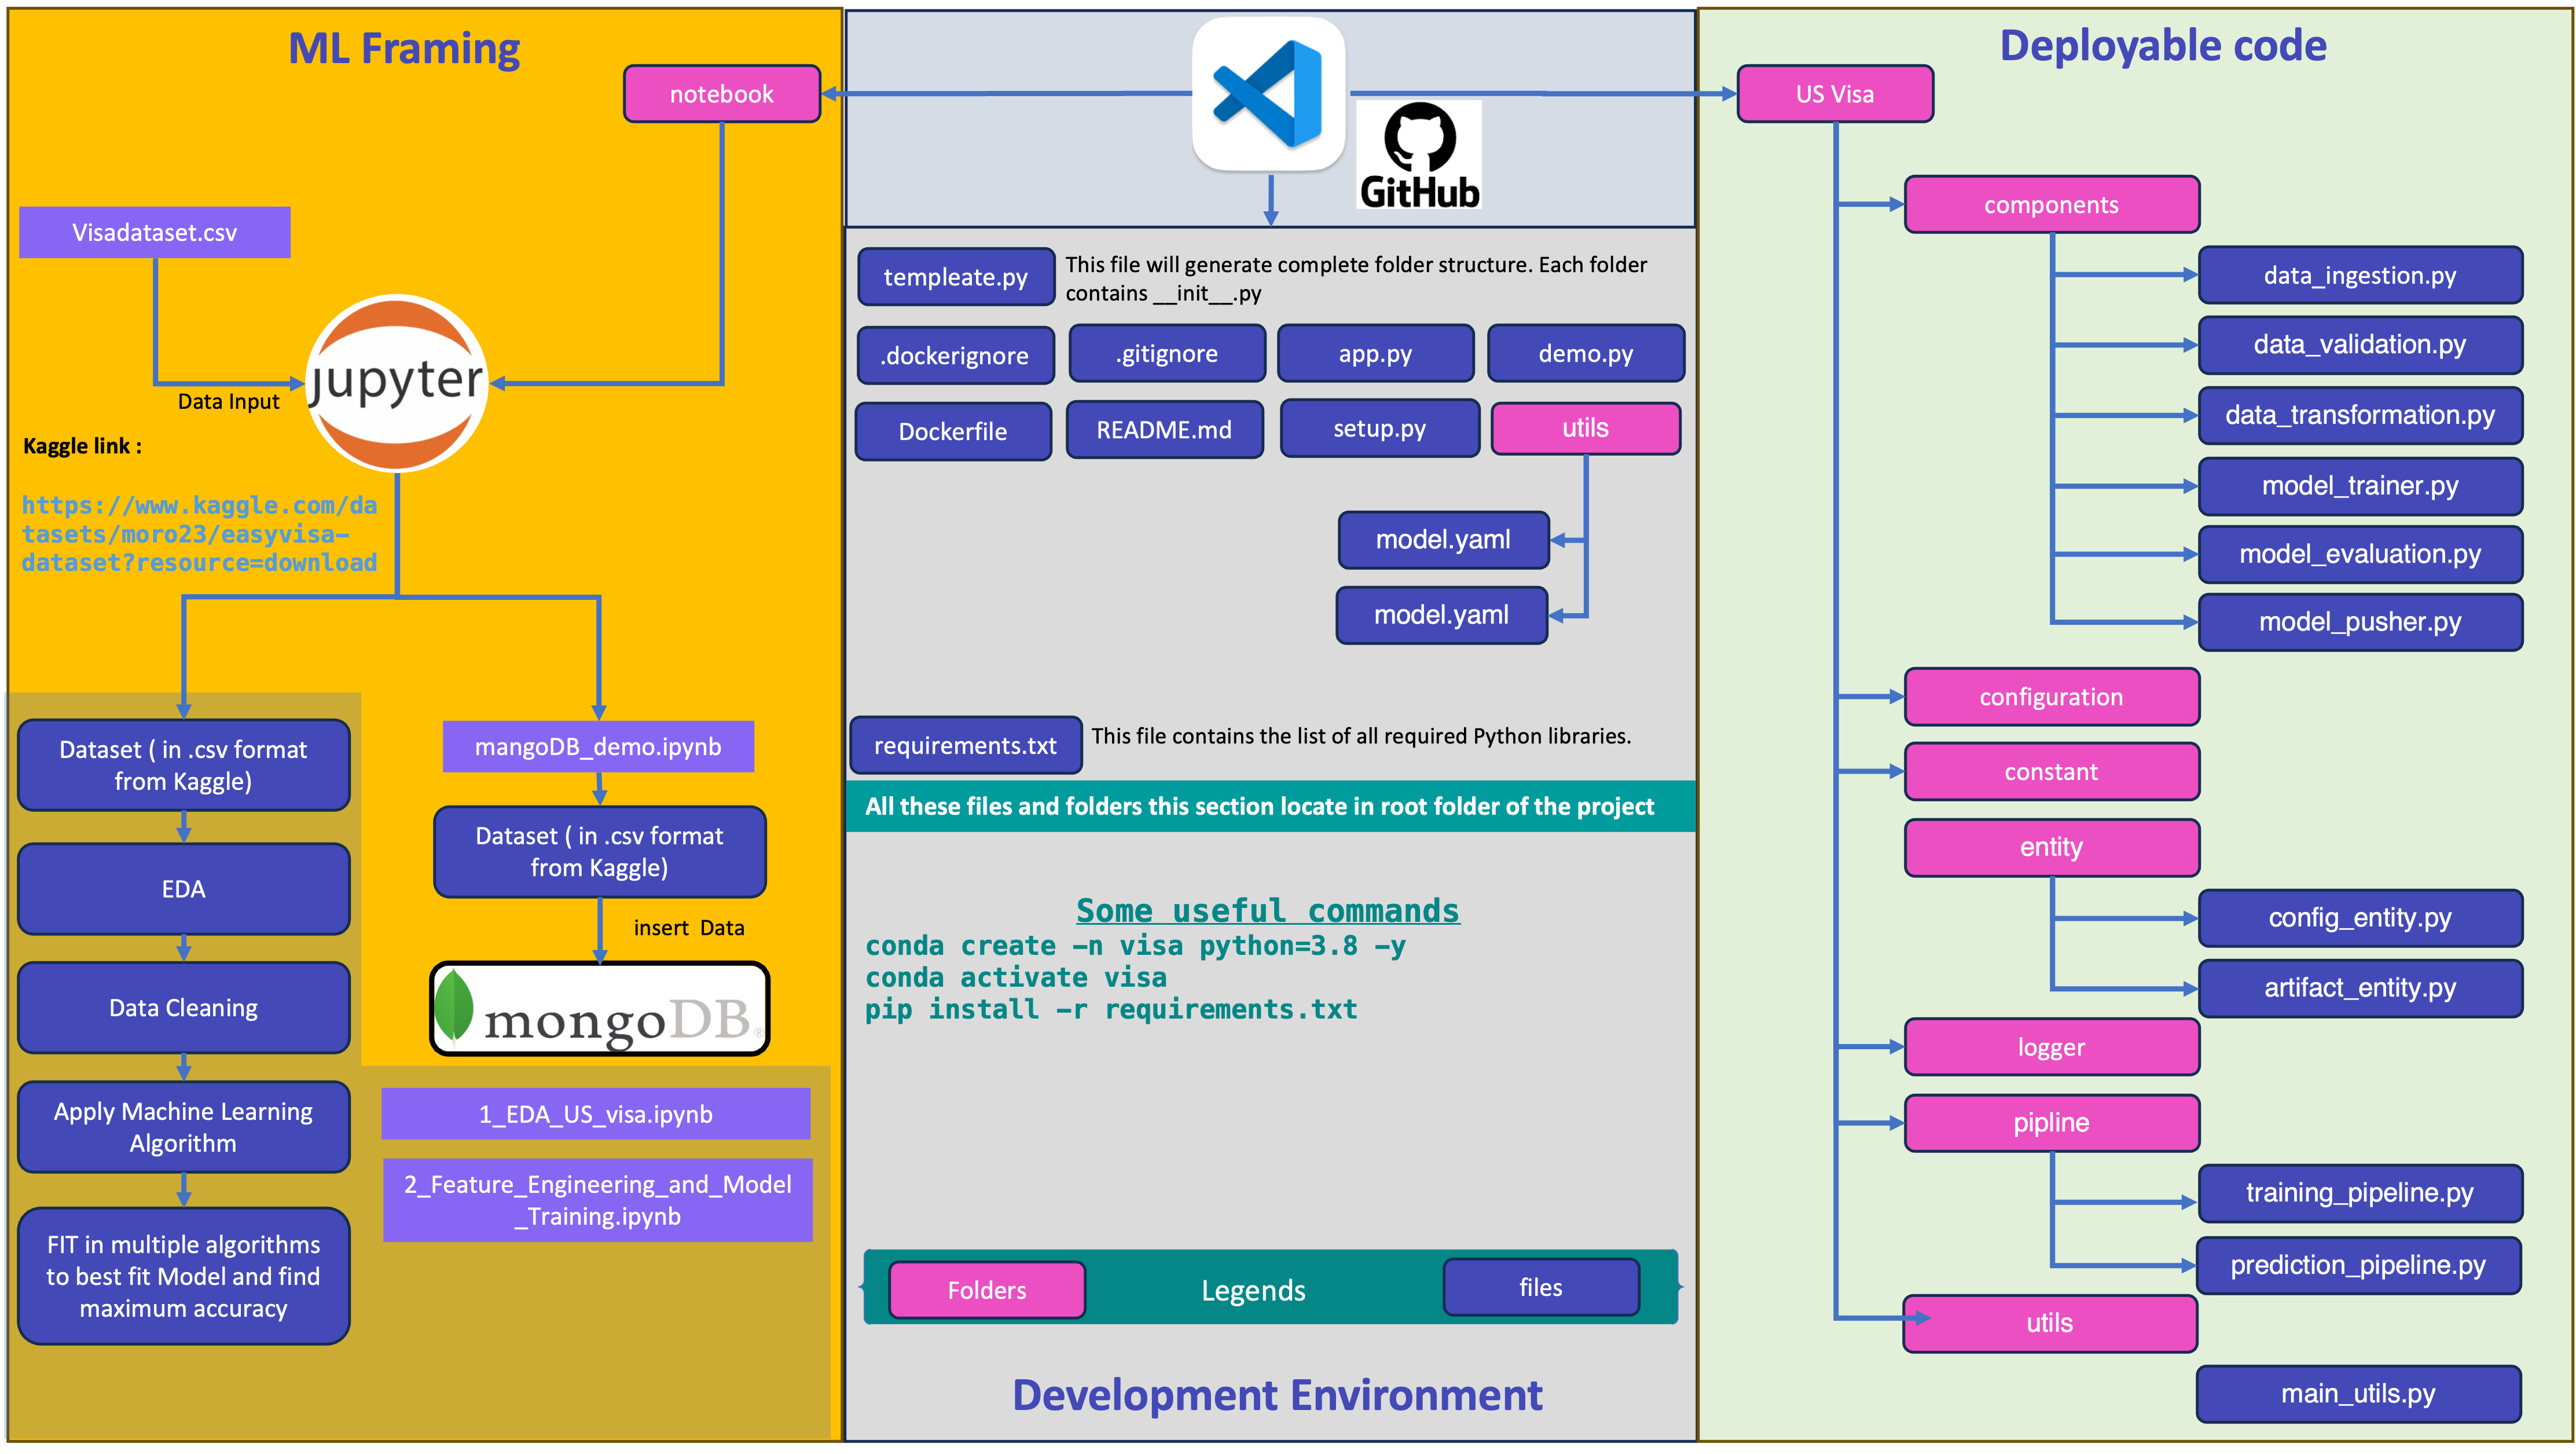 ML Framing
notebook
Visadataset.csv
Data Input
jupyter
Kaggle link :
https://www.kaggle.com/da
tasets/moro23/easyvisa-
dataset?resource=download
Dataset ( in .csv format
from Kaggle)
EDA
Data Cleaning
Apply Machine Learning
Algorithm
FIT in multiple algorithms
to best fit Model and find
maximum accuracy
mangoDB_demo.ipynb
Dataset ( in .csv format
from Kaggle)
insert Data
mongoDB®
1_EDA_US_visa.ipynb
2_Feature_Engineering_and_Model
_Training.ipynb
GitHub
templeate.py
This file will generate complete folder structure. Each folder
contains __init__.py
.dockerignore
.gitignore
app.py
demo.py
Dockerfile
README.md
setup.py
utils
model.yaml
model.yaml
requirements.txt
This file contains the list of all required Python libraries.
All these files and folders this section locate in root folder of the project
Some useful commands
conda create -n visa python=3.8 -y
conda activate visa
pip install -r requirements.txt
Folders
Legends
files
Development Environment
Deployable code
US Visa
components
data_ingestion.py
data_validation.py
data_transformation.py
model_trainer.py
model_evaluation.py
model_pusher.py
configuration
constant
entity
config_entity.py
artifact_entity.py
logger
pipline
training_pipeline.py
prediction_pipeline.py
utils
main_utils.py